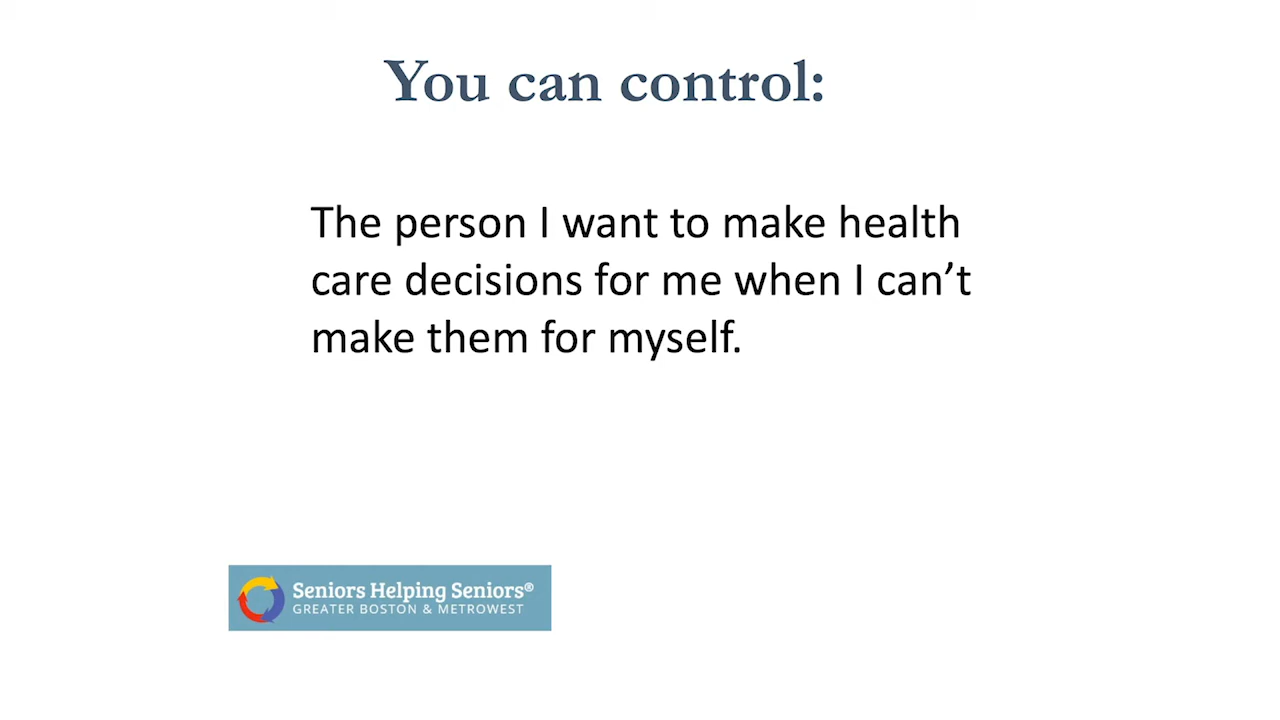 You can control:
The person I want to make health
care decisions for me when I can’t
make them for myself.
Seniors Helping Seniors®
GREATER BOSTON & METROWEST